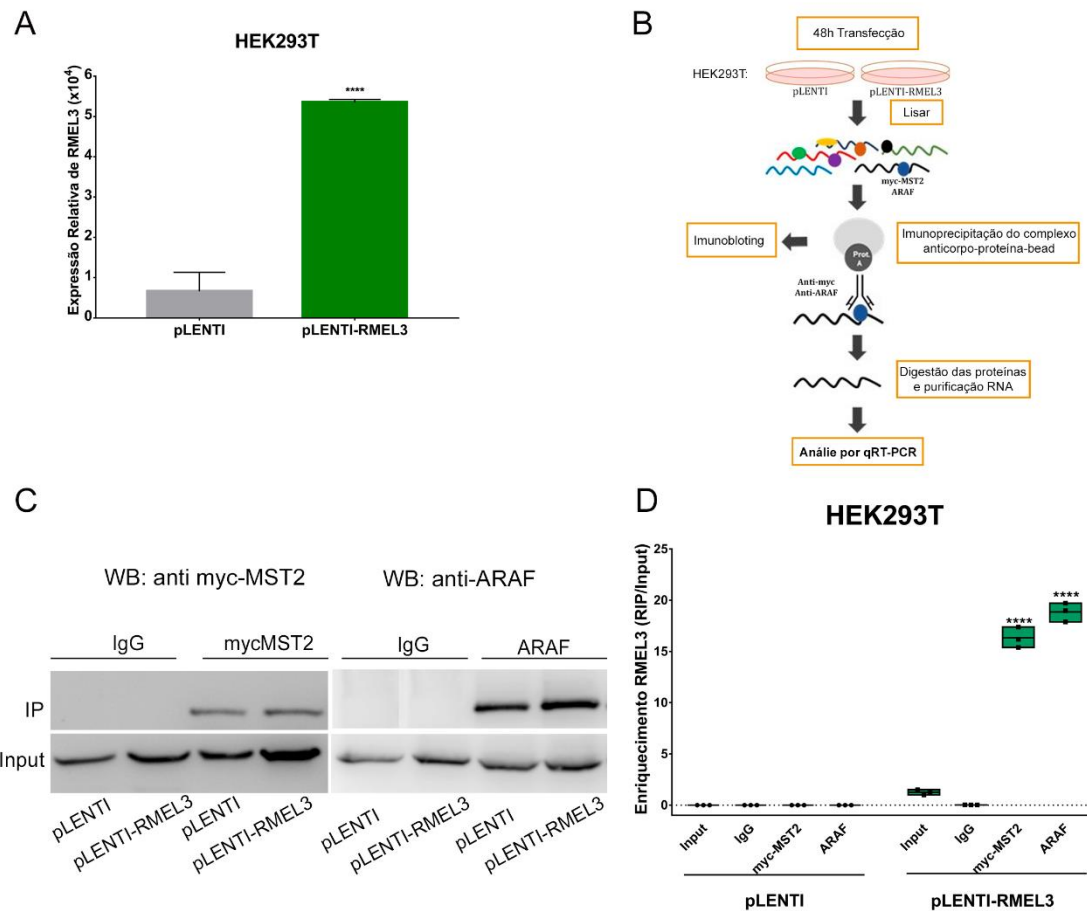 A
HEK293T
Expressão Relativa de RMEL3 (x10⁴)
6
5
4
3
2
1
0
****
pLENTI
pLENTI-RMEL3
B
48h Transfecção
HEK293T:
pLENTI
pLENTI-RMEL3
Lisar
myc-MST2
ARAF
Imunobloting
Prot.
A
Imunoprecipitação do complexo
anticorpo-proteína-bead
Anti-myc
Anti-ARAF
Digestão das proteínas
e purificação RNA
Análie por qRT-PCR
C
WB: anti myc-MST2
WB: anti-ARAF
IgG
mycMST2
IgG
ARAF
IP
Input
pLENTI
pLENTI-RMEL3
pLENTI
pLENTI-RMEL3
pLENTI
pLENTI-RMEL3
pLENTI
pLENTI-RMEL3
D
HEK293T
Enriquecimento RMEL3 (RIP/Input)
25
20
15
10
5
0
****
****
Input
IgG
myc-MST2
ARAF
Input
IgG
myc-MST2
ARAF
pLENTI
pLENTI-RMEL3